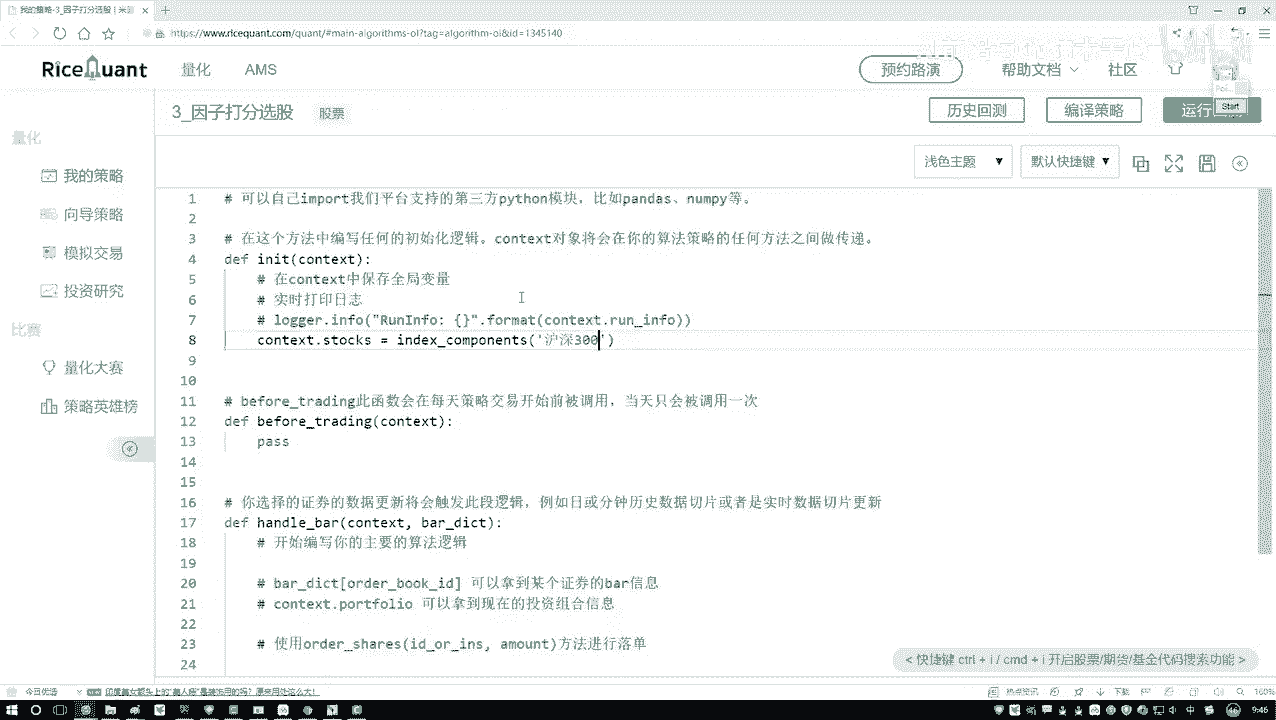 我的策略-3_因子打分选股
https://www.ricequant.com/quant/#main-algorithms-ol?tag=algorithm-oi&id=1345140
RiceQuant 量化 AMS 预约路演 帮助文档 社区
3_因子打分选股 股票 历史回测 编译策略 运行
Start
量化
我的策略
向导策略
模拟交易
投资研究
比赛
量化大赛
策略英雄榜
浅色主题 默认快捷键
1 # 可以自己import我们平台支持的第三方python模块，比如pandas、numpy等。
2
3 # 在这个方法中编写任何的初始化逻辑。context对象将会在你的算法策略的任何方法之间做传递。
4 def init(context):
5 # 在context中保存全局变量
6 # 实时打印日志
7 # logger.info("RunInfo: {}".format(context.run_info))
8 context.stocks = index_components('沪深300')
9
10
11 # before_trading此函数会在每天策略交易开始前被调用，当天只会被调用一次
12 def before_trading(context):
13 pass
14
15
16 # 你选择的证券的数据更新将会触发此段逻辑，例如日或分钟历史数据切片或者是实时数据切片更新
17 def handle_bar(context, bar_dict):
18 # 开始编写你的主要的算法逻辑
19
20 # bar_dict[order_book_id] 可以拿到某个证券的bar信息
21 # context.portfolio 可以拿到现在的投资组合信息
22
23 # 使用order_shares(id_or_ins, amount)方法进行落单
24
< 快捷键 ctrl + i / cmd + i 开启股票/期货/基金代码搜索功能 >
今日优选
下载 100%
中 9:46